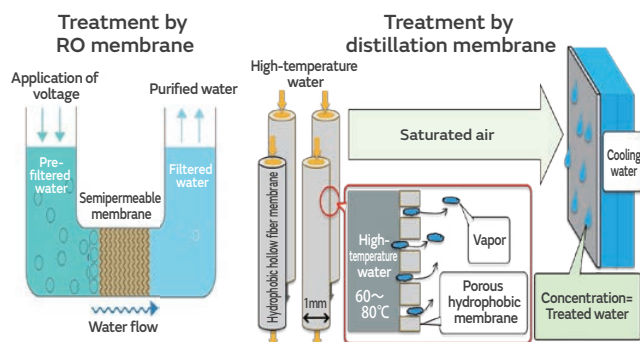 Treatment by
RO membrane
Application of
voltage
Purified water
Pre-
filtered
water
Filtered
water
Semipermeable
membrane
Water flow
Treatment by
distillation membrane
High-temperature
water
Saturated air
Cooling
water
Hydrophobic hollow fiber membrane
1mm
High-
temperature
water
60～
80℃
Vapor
Porous
hydrophobic
membrane
Concentration=
Treated water